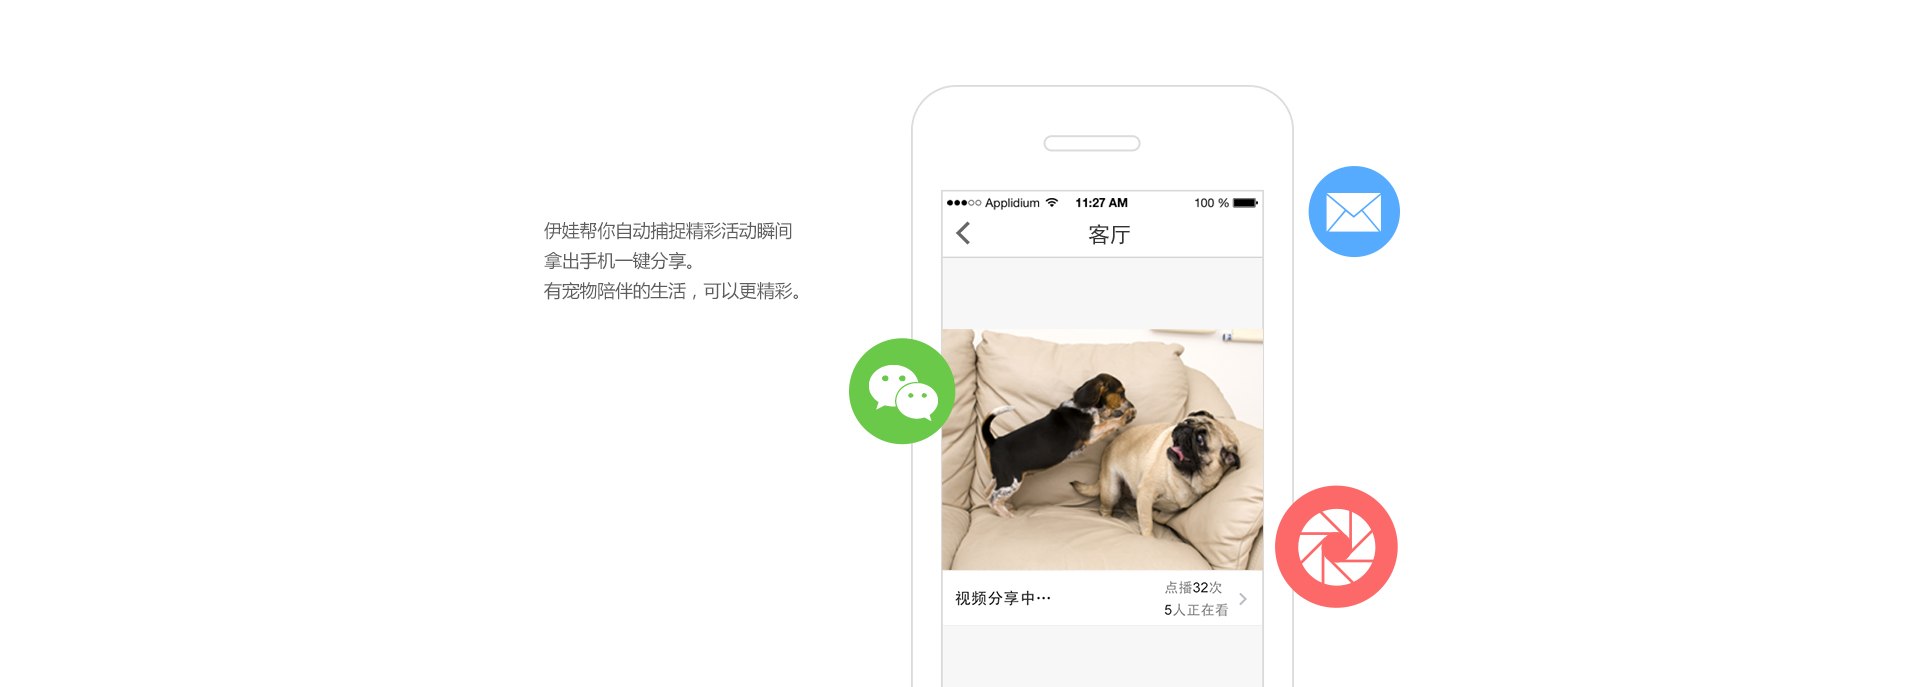 伊娃帮你自动捕捉精彩活动瞬间
拿出手机一键分享。
有宠物陪伴的生活，可以更精彩。
Applidium 11:27 AM 100 %
客厅
视频分享中…
点播32次
5人正在看